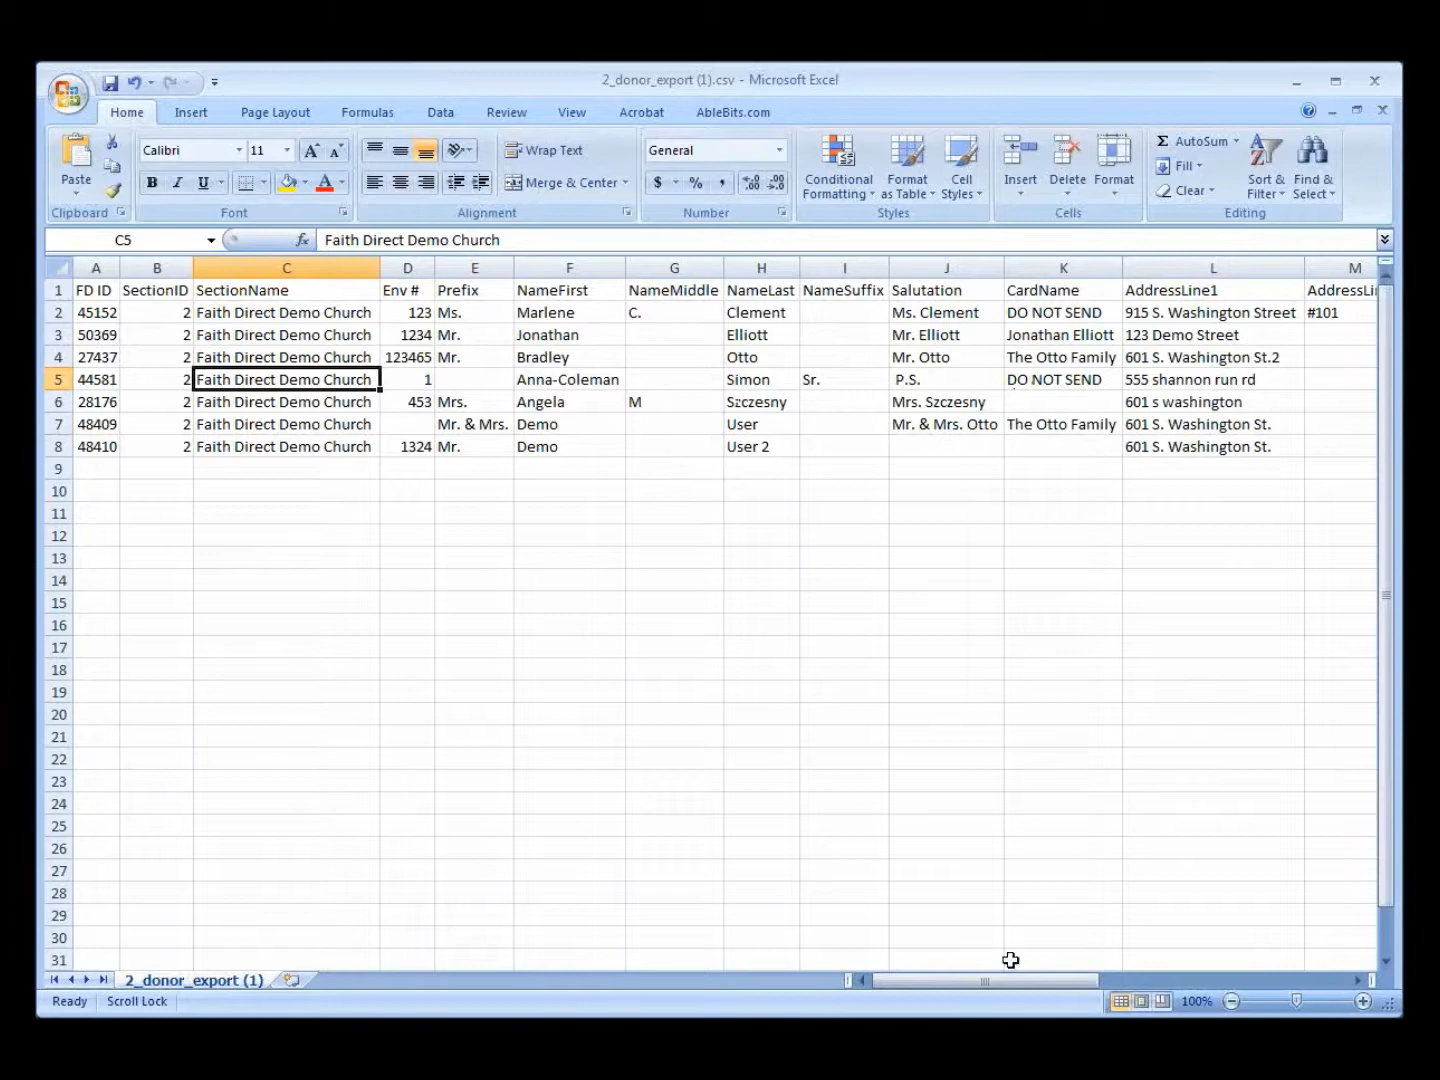 2_donor_export (1).csv - Microsoft Excel
Home Insert Page Layout Formulas Data Review View Acrobat AbleBits.com
Calibri 11 Wrap Text General AutoSum
Fill
Paste B I U Merge & Center $ % , .00 Conditional Formatting Format as Table Cell Styles Insert Delete Format Clear Sort & Filter Find & Select
Clipboard Font Alignment Number Styles Cells Editing
C5 fx Faith Direct Demo Church
A B C D E F G H I J K L M
1 FD ID SectionID SectionName Env # Prefix NameFirst NameMiddle NameLast NameSuffix Salutation CardName AddressLine1
2 45152 2 Faith Direct Demo Church 123 Ms. Marlene C. Clement Ms. Clement DO NOT SEND 915 S. Washington Street #101
3 50369 2 Faith Direct Demo Church 1234 Mr. Jonathan Elliott Mr. Elliott Jonathan Elliott 123 Demo Street
4 27437 2 Faith Direct Demo Church 123465 Mr. Bradley Otto Mr. Otto The Otto Family 601 S. Washington St.2
5 44581 2 Faith Direct Demo Church 1 Anna-Coleman Simon Sr. P.S. DO NOT SEND 555 shannon run rd
6 28176 2 Faith Direct Demo Church 453 Mrs. Angela M Szczesny Mrs. Szczesny 601 s washington
7 48409 2 Faith Direct Demo Church Mr. & Mrs. Demo User Mr. & Mrs. Otto The Otto Family 601 S. Washington St.
8 48410 2 Faith Direct Demo Church 1324 Mr. Demo User 2 601 S. Washington St.
9
10
11
12
13
14
15
16
17
18
19
20
21
22
23
24
25
26
27
28
29
30
31
2_donor_export (1)
Ready Scroll Lock 100%